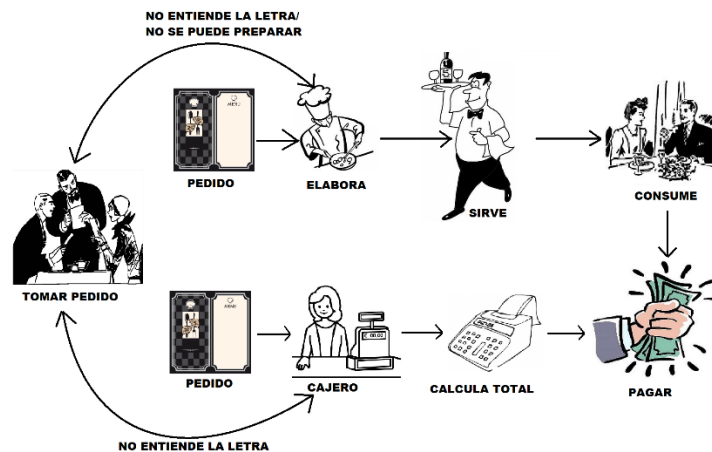 NO ENTIENDE LA LETRA/
NO SE PUEDE PREPARAR
PEDIDO
ELABORA
SIRVE
CONSUME
TOMAR PEDIDO
PEDIDO
CAJERO
CALCULA TOTAL
PAGAR
NO ENTIENDE LA LETRA